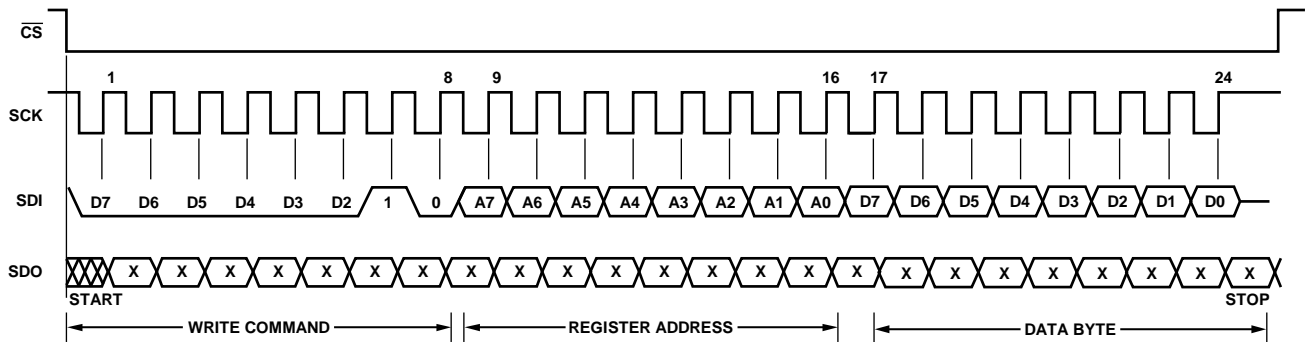 CS
1 8 9 16 17 24
SCK
SDI D7 D6 D5 D4 D3 D2 1 0 A7 A6 A5 A4 A3 A2 A1 A0 D7 D6 D5 D4 D3 D2 D1 D0
SDO X X X X X X X X X X X X X X X X X X X X X X X X
START STOP
WRITE COMMAND REGISTER ADDRESS DATA BYTE